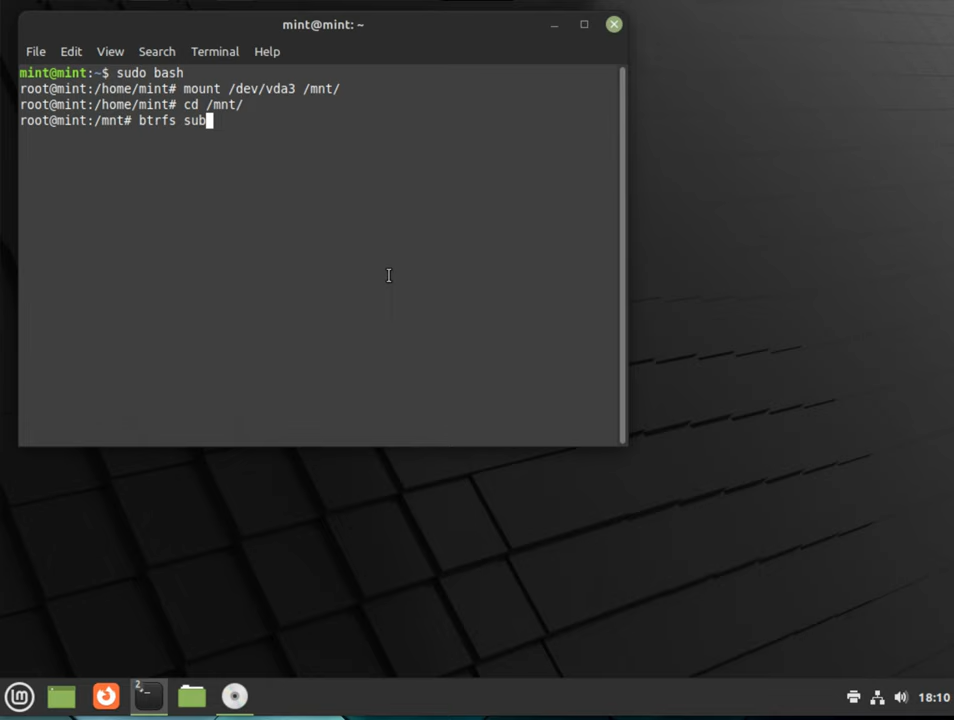 mint@mint: ~
File Edit View Search Terminal Help
mint@mint:~$ sudo bash
root@mint:/home/mint# mount /dev/vda3 /mnt/
root@mint:/home/mint# cd /mnt/
root@mint:/mnt# btrfs sub
2
18:10